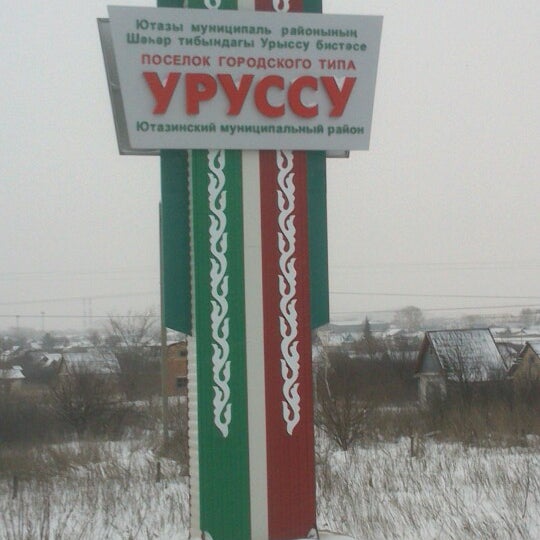 Ютазы муниципаль районының
Шәһәр тибындагы Урыссу бистәсе
ПОСЕЛОК ГОРОДСКОГО ТИПА
УРУССУ
Ютазинский муниципальный район